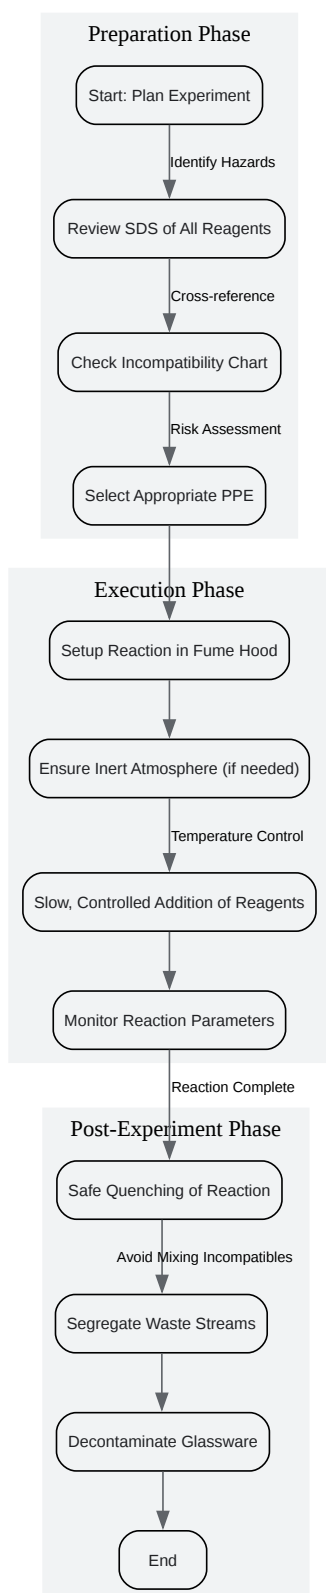 Preparation Phase
Start: Plan Experiment
Identify Hazards
Review SDS of All Reagents
Cross-reference
Check Incompatibility Chart
Risk Assessment
Select Appropriate PPE
Execution Phase
Setup Reaction in Fume Hood
Ensure Inert Atmosphere (if needed)
Temperature Control
Slow, Controlled Addition of Reagents
Monitor Reaction Parameters
Reaction Complete
Post-Experiment Phase
Safe Quenching of Reaction
Avoid Mixing Incompatibles
Segregate Waste Streams
Decontaminate Glassware
End